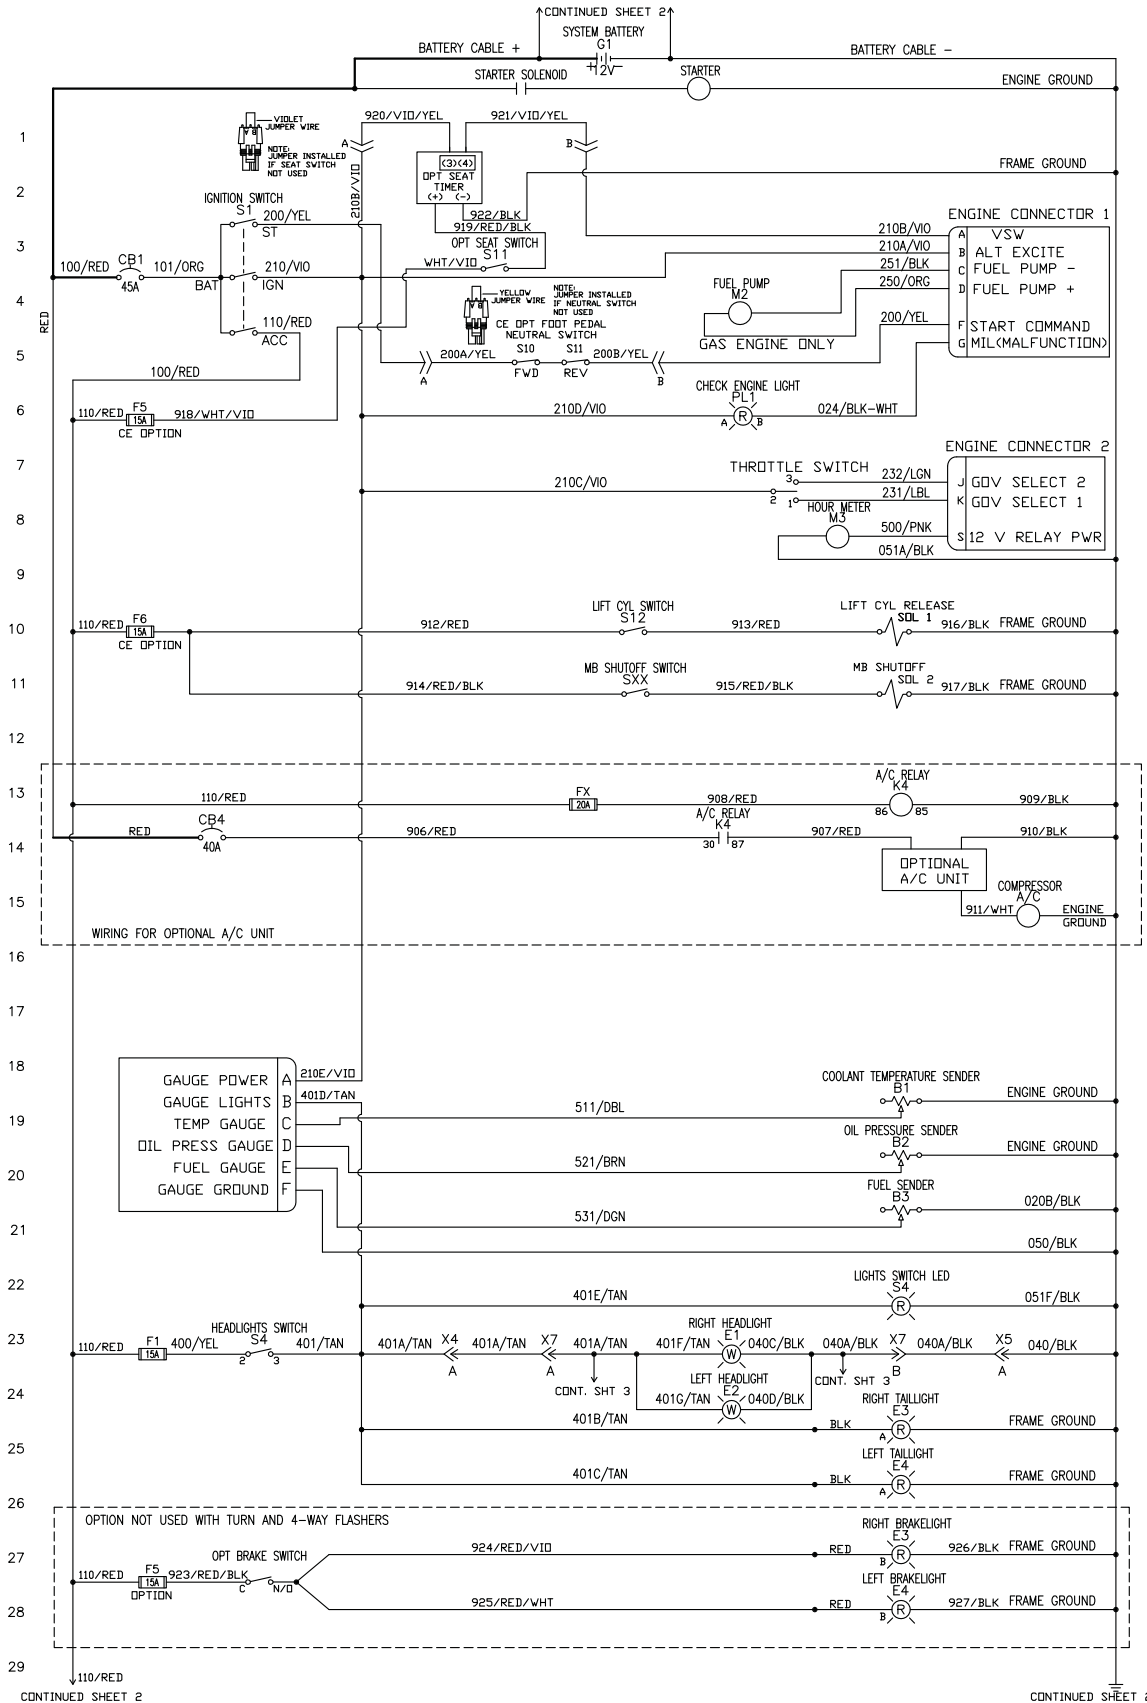 CONTINUED SHEET 2
SYSTEM BATTERY
G1
BATTERY CABLE +
+ 12V -
BATTERY CABLE -
STARTER SOLENOID
STARTER
ENGINE GROUND
1
VIOLET
JUMPER WIRE
NOTE:
JUMPER INSTALLED
IF SEAT SWITCH
NOT USED
A
920/VIO/YEL
921/VIO/YEL
B
(3)(4)
OPT SEAT
TIMER
(+) (-)
FRAME GROUND
2
210B/VIO
IGNITION SWITCH
S1
200/YEL
ST
922/BLK
919/RED/BLK
OPT SEAT SWITCH
S11
WHT/VIO
ENGINE CONNECTOR 1
210B/VIO
A VSW
210A/VIO
B ALT EXCITE
251/BLK
C FUEL PUMP -
250/ORG
D FUEL PUMP +
200/YEL
F START COMMAND
G MIL(MALFUNCTION)
3
100/RED
CB1
45A
101/ORG
BAT
210/VIO
IGN
4
RED
110/RED
ACC
YELLOW
JUMPER WIRE
NOTE:
JUMPER INSTALLED
IF NEUTRAL SWITCH
NOT USED
CE OPT FOOT PEDAL
NEUTRAL SWITCH
FUEL PUMP
M2
GAS ENGINE ONLY
5
200A/YEL
A
S10
FWD
S11
REV
200B/YEL
B
100/RED
6
110/RED
F5
15A
CE OPTION
918/WHT/VIO
210D/VIO
CHECK ENGINE LIGHT
PL1
A R B
024/BLK-WHT
7
ENGINE CONNECTOR 2
210C/VIO
THROTTLE SWITCH
3
2
1
232/LGN
J GOV SELECT 2
231/LBL
K GOV SELECT 1
8
HOUR METER
M3
500/PNK
S 12 V RELAY PWR
051A/BLK
9
10
110/RED
F6
15A
CE OPTION
912/RED
LIFT CYL SWITCH
S12
913/RED
LIFT CYL RELEASE
SOL 1
916/BLK FRAME GROUND
11
914/RED/BLK
MB SHUTOFF SWITCH
SXX
915/RED/BLK
MB SHUTOFF
SOL 2
917/BLK FRAME GROUND
12
13
110/RED
FX
20A
908/RED
A/C RELAY
K4
86 85
909/BLK
14
RED
CB4
40A
906/RED
A/C RELAY
K4
30 87
907/RED
910/BLK
OPTIONAL
A/C UNIT
15
COMPRESSOR
A/C
911/WHT
ENGINE
GROUND
WIRING FOR OPTIONAL A/C UNIT
16
17
18
GAUGE POWER A
210E/VIO
GAUGE LIGHTS B
401D/TAN
TEMP GAUGE C
OIL PRESS GAUGE D
FUEL GAUGE E
GAUGE GROUND F
COOLANT TEMPERATURE SENDER
B1
ENGINE GROUND
19
511/DBL
OIL PRESSURE SENDER
B2
ENGINE GROUND
20
521/BRN
FUEL SENDER
B3
020B/BLK
21
531/DGN
050/BLK
22
401E/TAN
LIGHTS SWITCH LED
S4
R
051F/BLK
23
110/RED
F1
15A
400/YEL
HEADLIGHTS SWITCH
S4
2 3
401/TAN
401A/TAN
X4
A
401A/TAN
X7
A
401A/TAN
CONT. SHT 3
401F/TAN
RIGHT HEADLIGHT
E1
W
040C/BLK
040A/BLK
CONT. SHT 3
X7
B
040A/BLK
X5
A
040/BLK
24
401G/TAN
LEFT HEADLIGHT
E2
W
040D/BLK
401B/TAN
BLK
RIGHT TAILLIGHT
E3
A R
FRAME GROUND
25
401C/TAN
BLK
LEFT TAILLIGHT
E4
A R
FRAME GROUND
26
OPTION NOT USED WITH TURN AND 4-WAY FLASHERS
27
110/RED
F5
15A
OPTION
923/RED/BLK
OPT BRAKE SWITCH
C N/O
924/RED/VIO
RED
RIGHT BRAKELIGHT
E3
B R
926/BLK FRAME GROUND
28
925/RED/WHT
RED
LEFT BRAKELIGHT
E4
B R
927/BLK FRAME GROUND
29
110/RED
CONTINUED SHEET 2
CONTINUED SHEET 2